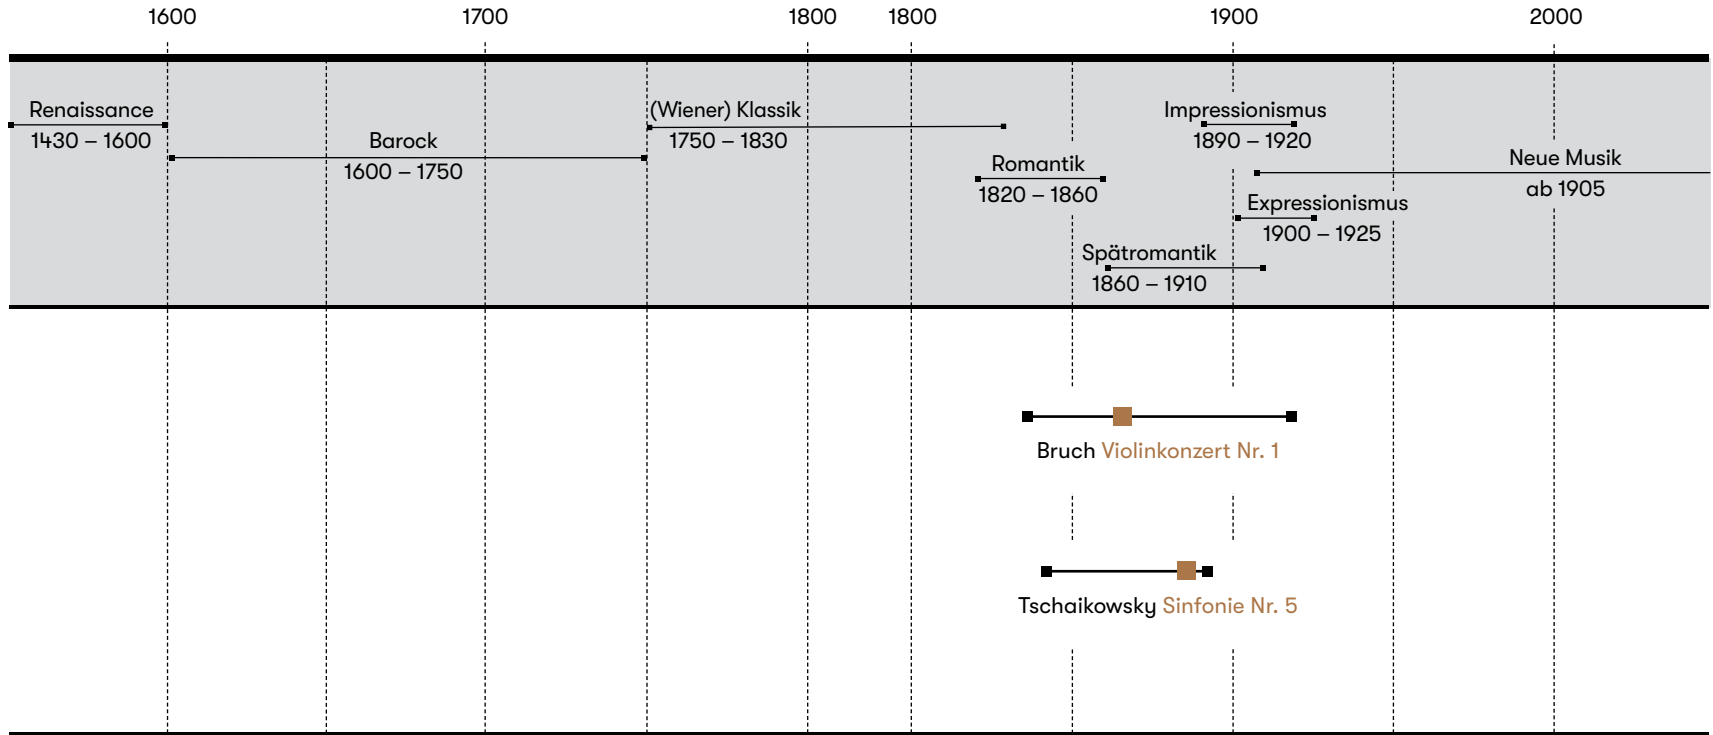 1600 1700 1800 1800 1900 2000
Renaissance
1430 – 1600
Barock
1600 – 1750
(Wiener) Klassik
1750 – 1830
Romantik
1820 – 1860
Spätromantik
1860 – 1910
Impressionismus
1890 – 1920
Expressionismus
1900 – 1925
Neue Musik
ab 1905
Bruch Violinkonzert Nr. 1
Tschaikowsky Sinfonie Nr. 5